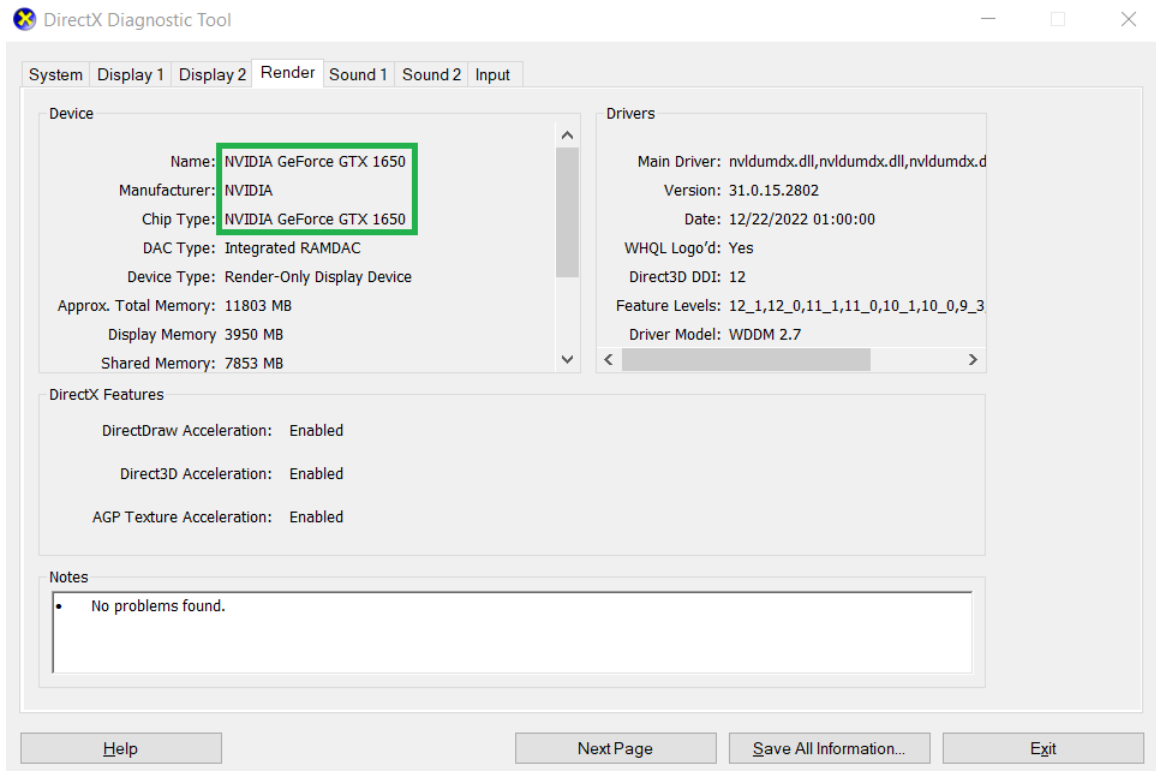 DirectX Diagnostic Tool
System Display 1 Display 2 Render Sound 1 Sound 2 Input
Device
Name: NVIDIA GeForce GTX 1650
Manufacturer: NVIDIA
Chip Type: NVIDIA GeForce GTX 1650
DAC Type: Integrated RAMDAC
Device Type: Render-Only Display Device
Approx. Total Memory: 11803 MB
Display Memory 3950 MB
Shared Memory: 7853 MB
Drivers
Main Driver: nvldumdx.dll,nvldumdx.dll,nvldumdx.d
Version: 31.0.15.2802
Date: 12/22/2022 01:00:00
WHQL Logo'd: Yes
Direct3D DDI: 12
Feature Levels: 12_1,12_0,11_1,11_0,10_1,10_0,9_3
Driver Model: WDDM 2.7
DirectX Features
DirectDraw Acceleration: Enabled
Direct3D Acceleration: Enabled
AGP Texture Acceleration: Enabled
Notes
• No problems found.
Help Next Page Save All Information... Exit